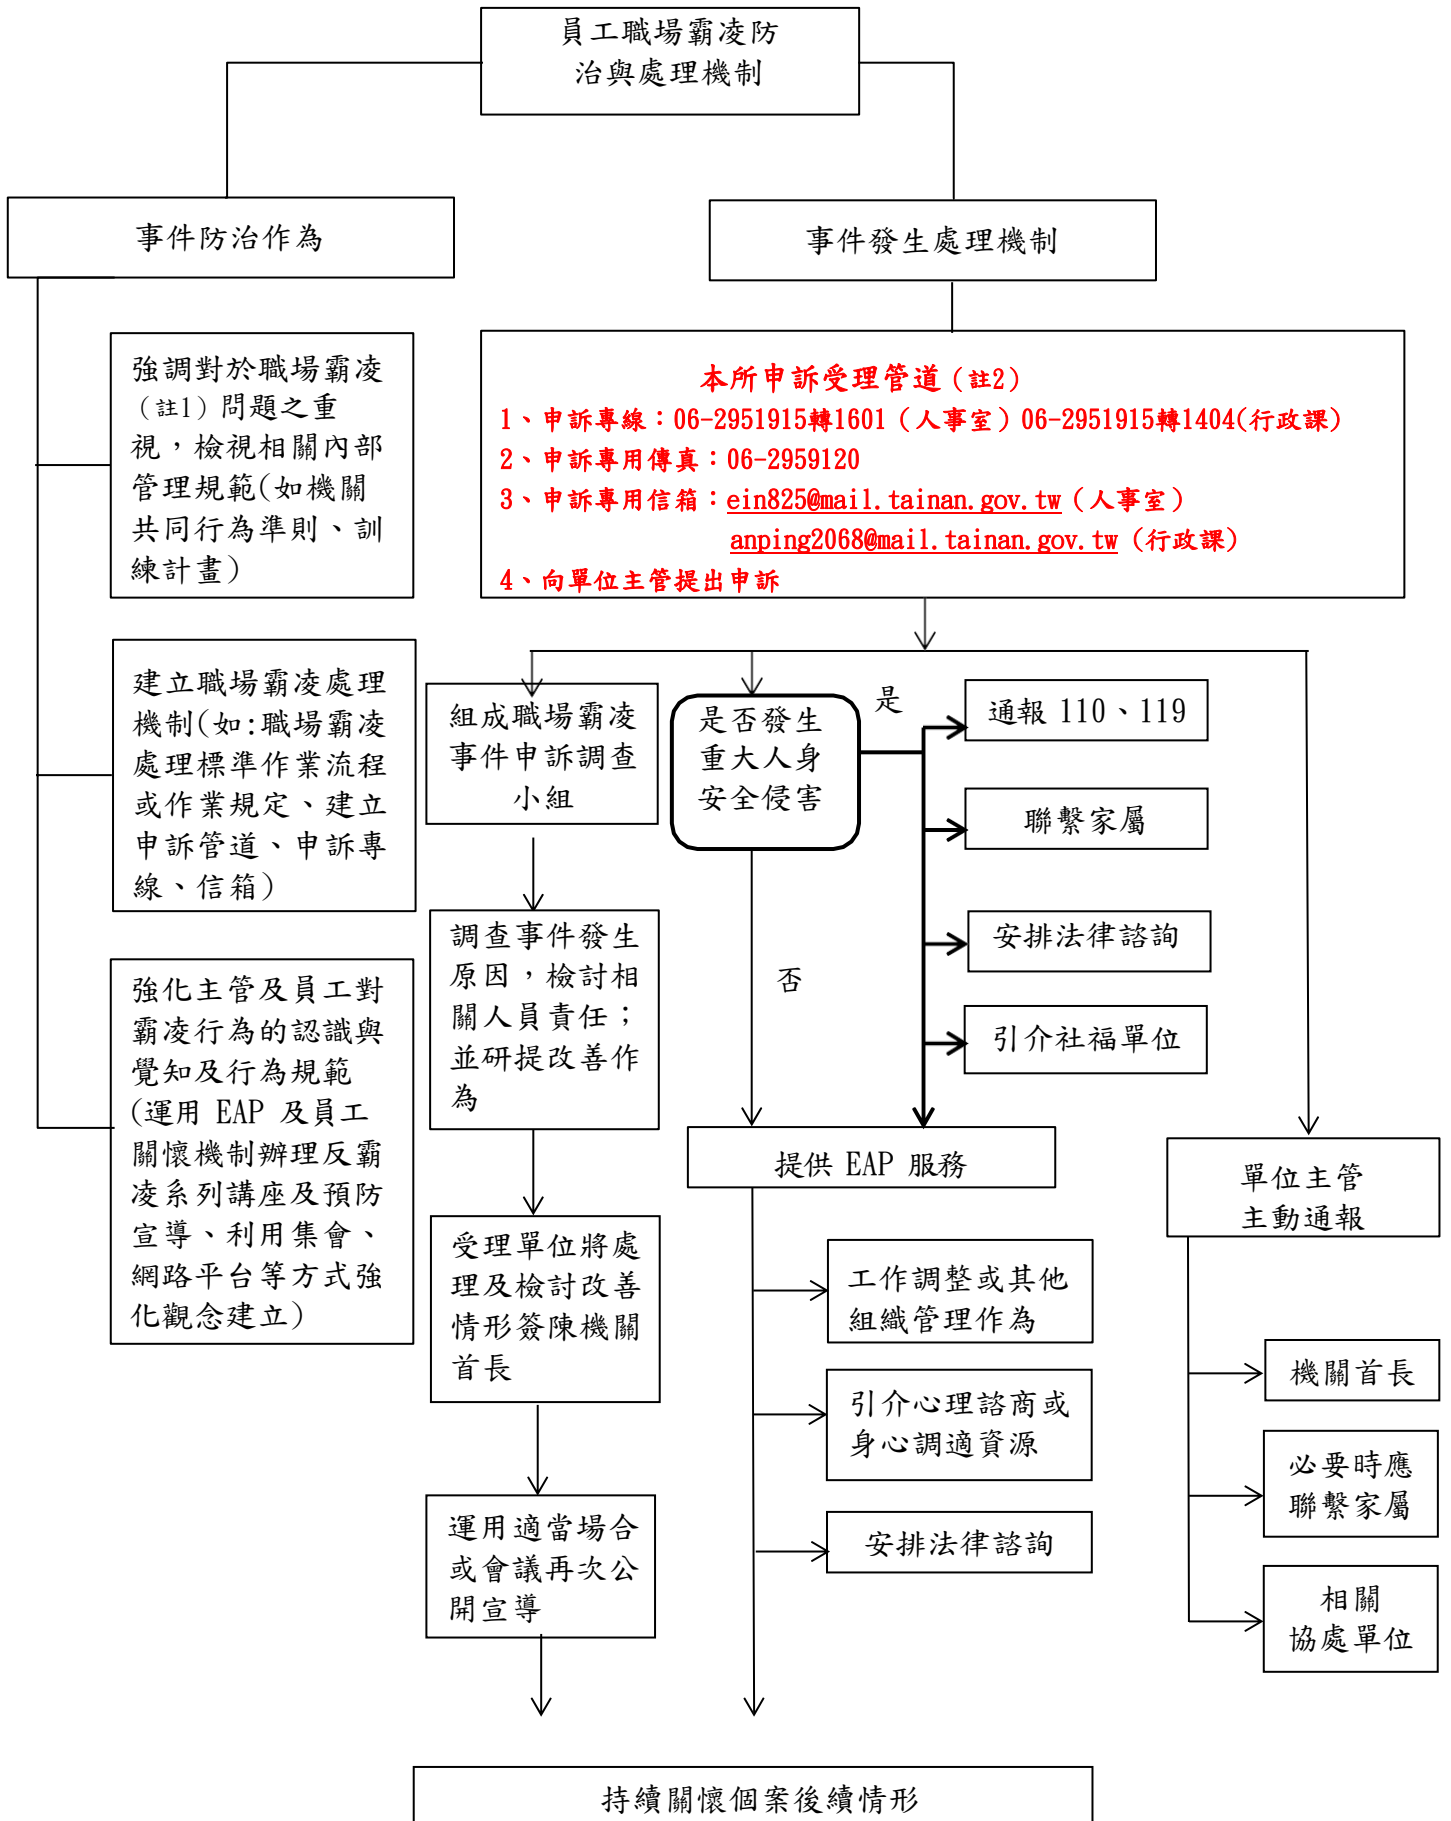 員工職場霸凌防
治與處理機制
事件防治作為
事件發生處理機制
強調對於職場霸凌
（註1）問題之重
視，檢視相關內部
管理規範(如機關
共同行為準則、訓
練計畫)
本所申訴受理管道（註2）
1、申訴專線：06-2951915轉1601（人事室）06-2951915轉1404(行政課)
2、申訴專用傳真：06-2959120
3、申訴專用信箱：ein825@mail.tainan.gov.tw（人事室）
anping2068@mail.tainan.gov.tw（行政課）
4、向單位主管提出申訴
建立職場霸凌處理
機制(如:職場霸凌
處理標準作業流程
或作業規定、建立
申訴管道、申訴專
線、信箱)
強化主管及員工對
霸凌行為的認識與
覺知及行為規範
(運用 EAP 及員工
關懷機制辦理反霸
凌系列講座及預防
宣導、利用集會、
網路平台等方式強
化觀念建立)
組成職場霸凌
事件申訴調查
小組
調查事件發生
原因，檢討相
關人員責任；
並研提改善作
為
受理單位將處
理及檢討改善
情形簽陳機關
首長
運用適當場合
或會議再次公
開宣導
是否發生
重大人身
安全侵害
是
否
通報 110、119
聯繫家屬
安排法律諮詢
引介社福單位
提供 EAP 服務
工作調整或其他
組織管理作為
引介心理諮商或
身心調適資源
安排法律諮詢
單位主管
主動通報
機關首長
必要時應
聯繫家屬
相關
協處單位
持續關懷個案後續情形